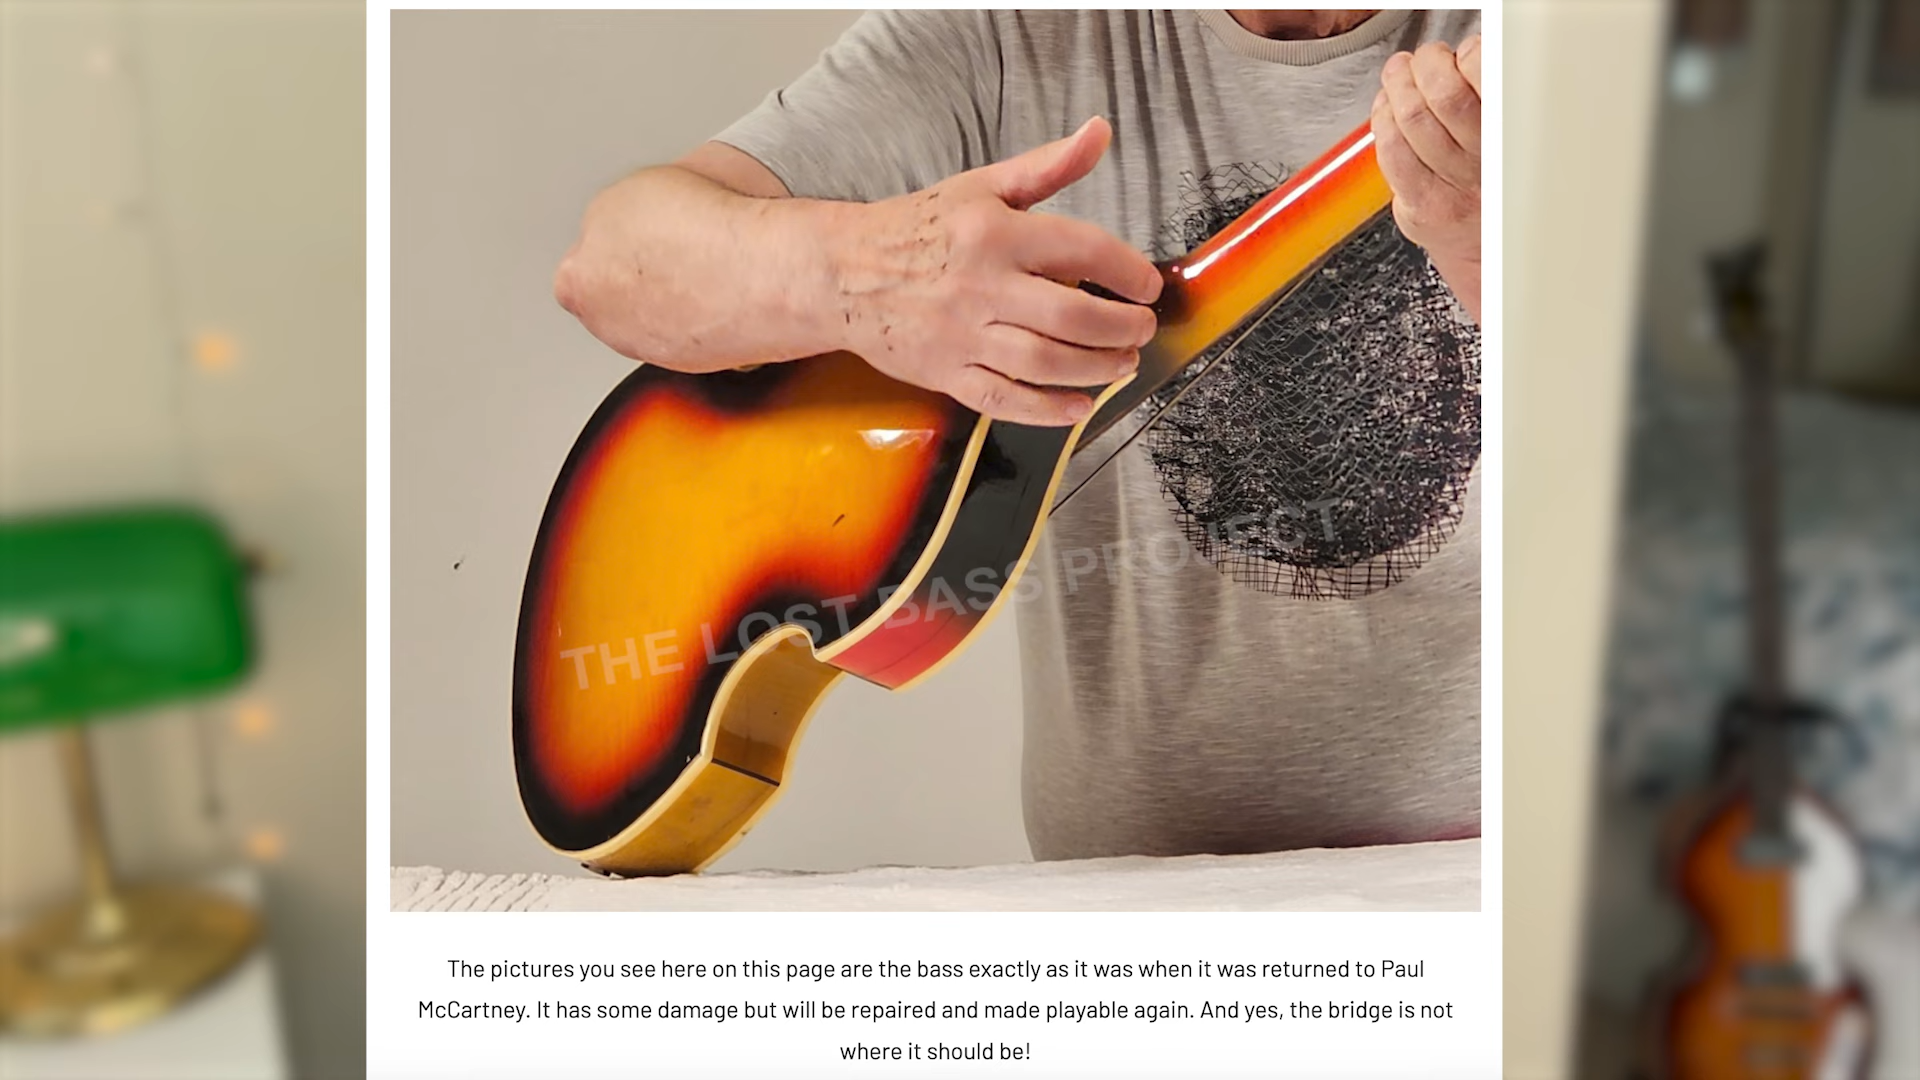 THE LOST BASS PROJECT
The pictures you see here on this page are the bass exactly as it was when it was returned to Paul
McCartney. It has some damage but will be repaired and made playable again. And yes, the bridge is not
where it should be!